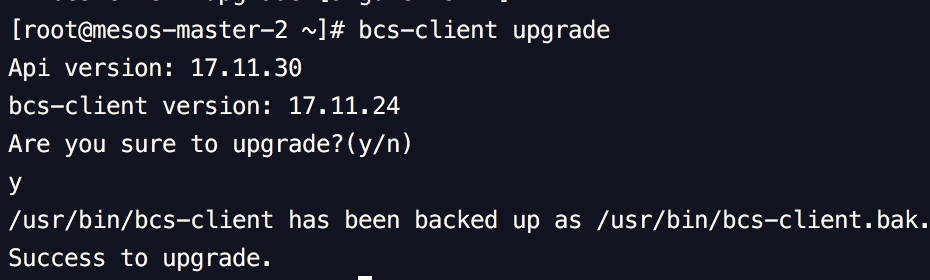 [root@mesos-master-2 ~]# bcs-client upgrade
Api version: 17.11.30
bcs-client version: 17.11.24
Are you sure to upgrade?(y/n)
y
/usr/bin/bcs-client has been backed up as /usr/bin/bcs-client.bak.
Success to upgrade.